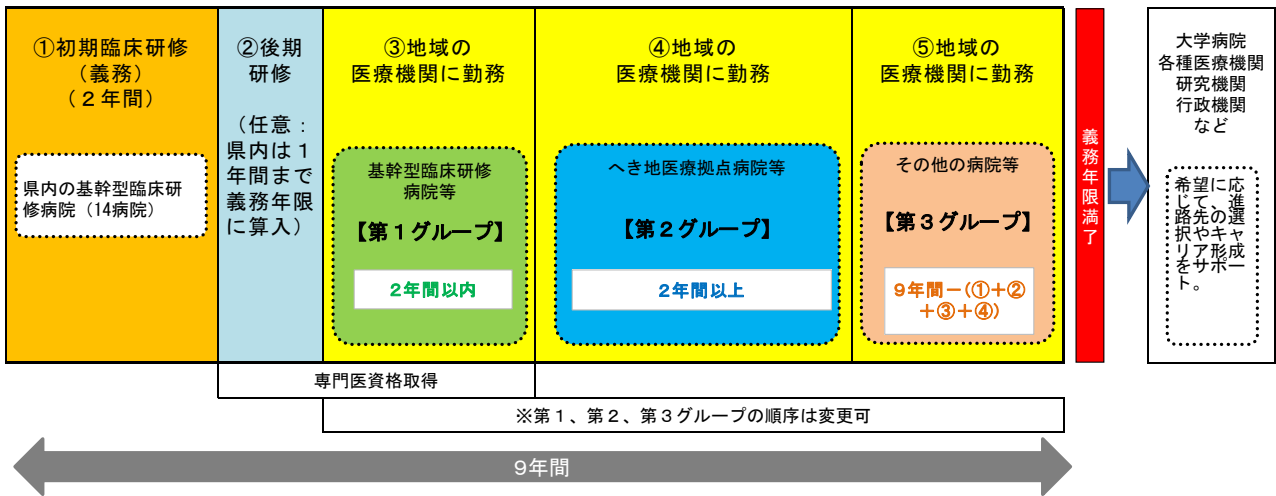 ①初期臨床研修
（義務）
（２年間）
県内の基幹型臨床研
修病院（14病院）
②後期
研修
（任意：
県内は１
年間まで
義務年限
に算入）
③地域の
医療機関に勤務
基幹型臨床研修
病院等
【第１グループ】
2年間以内
④地域の
医療機関に勤務
へき地医療拠点病院等
【第２グループ】
2年間以上
⑤地域の
医療機関に勤務
その他の病院等
【第３グループ】
9年間－(①＋②
＋③＋④)
義務年限満了
大学病院
各種医療機関
研究機関
行政機関
など
希望に応
じて、進
路先の選
択やキャ
リア形成
をサポー
ト。
専門医資格取得
※第１、第２、第３グループの順序は変更可
9年間